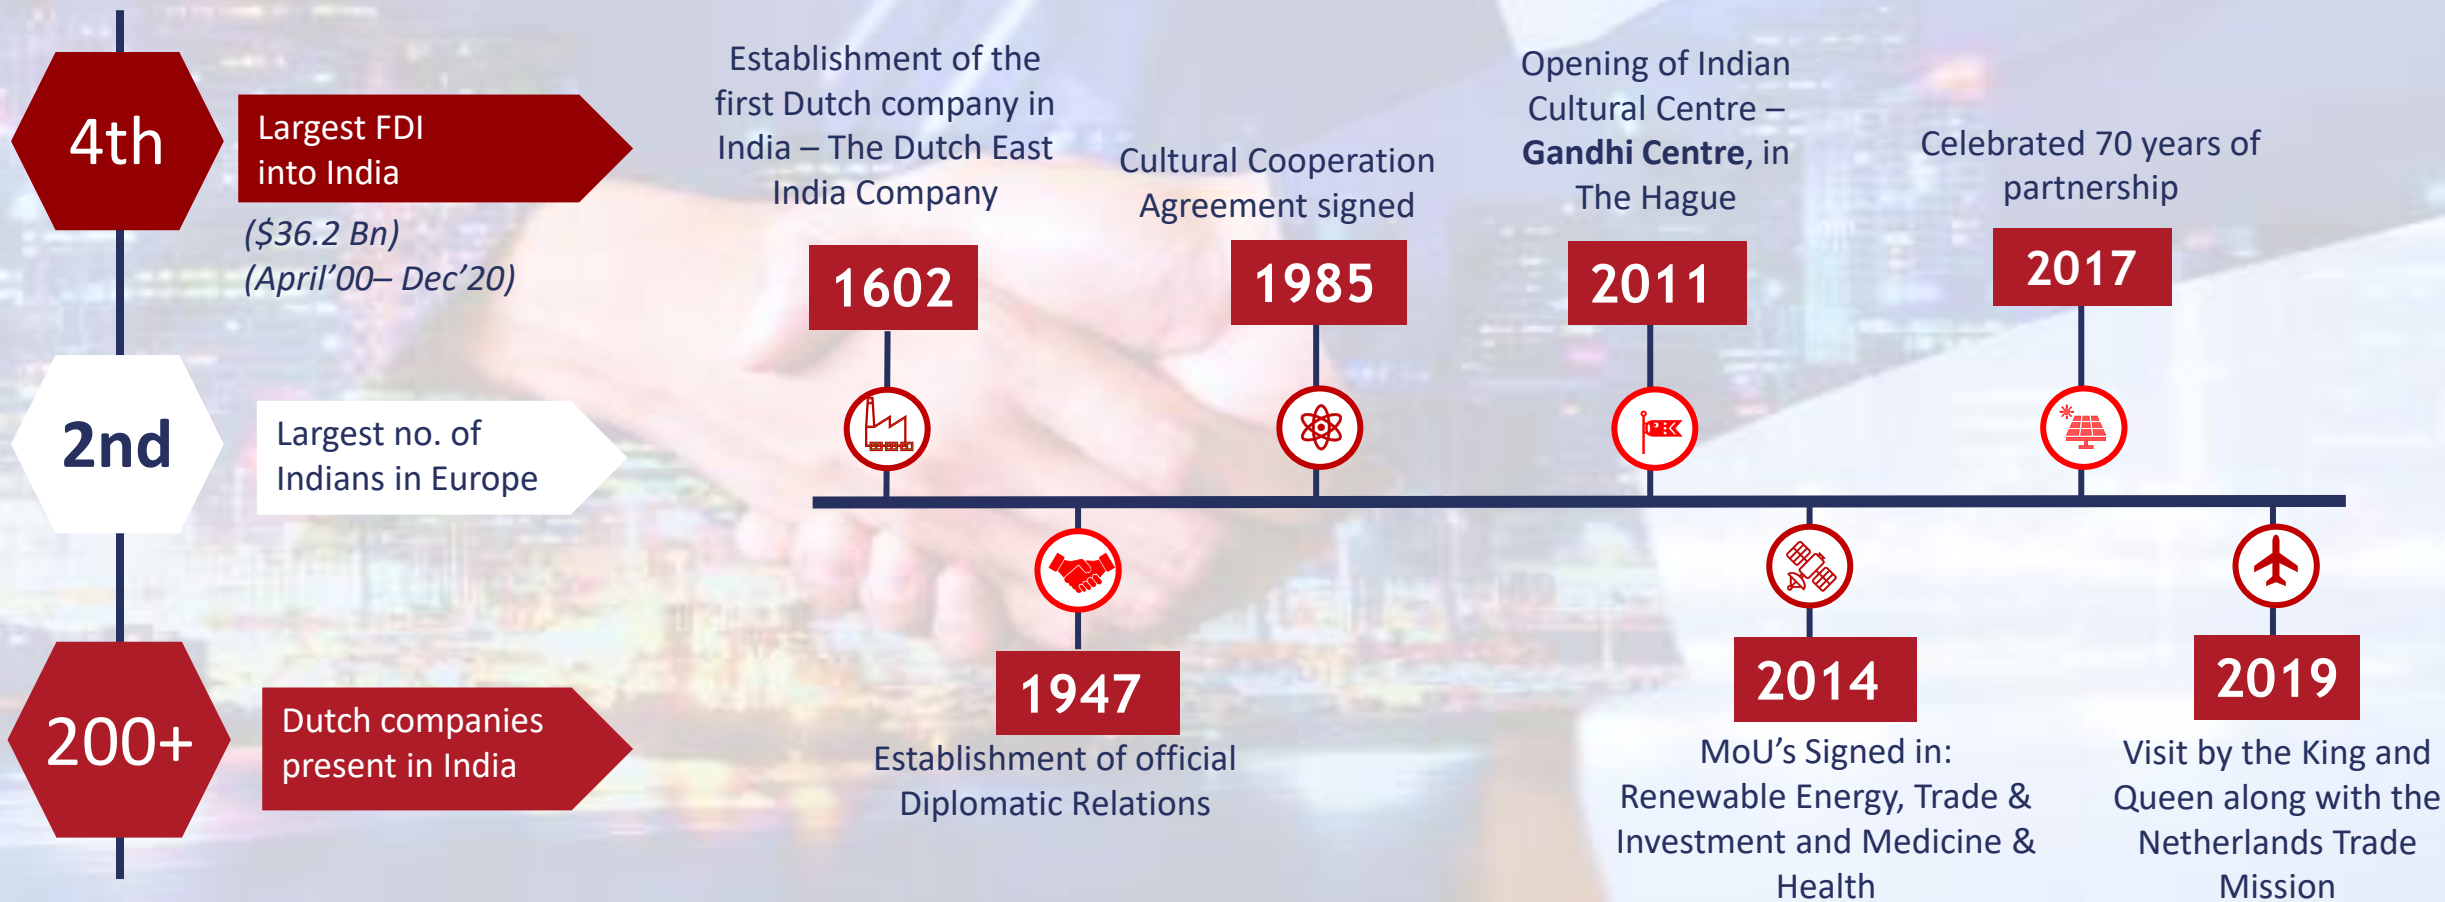 4th
Largest FDI
into India
($36.2 Bn)
(April’00– Dec’20)
2nd
Largest no. of
Indians in Europe
200+
Dutch companies
present in India
Establishment of the
first Dutch company in
India – The Dutch East
India Company
1602
1947
Establishment of official
Diplomatic Relations
Cultural Cooperation
Agreement signed
1985
Opening of Indian
Cultural Centre –
Gandhi Centre, in
The Hague
2011
2014
MoU’s Signed in:
Renewable Energy, Trade &
Investment and Medicine &
Health
Celebrated 70 years of
partnership
2017
2019
Visit by the King and
Queen along with the
Netherlands Trade
Mission